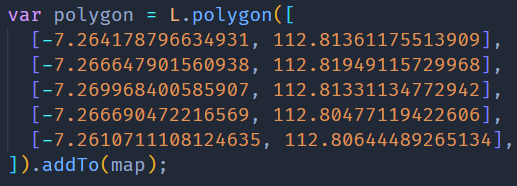 var polygon = L.polygon([
[-7.264178796634931, 112.81361175513909],
[-7.266647901560938, 112.81949115729968],
[-7.269968400585907, 112.81331134772942],
[-7.266690472216569, 112.80477119422606],
[-7.2610711108124635, 112.80644489265134],
]).addTo(map);